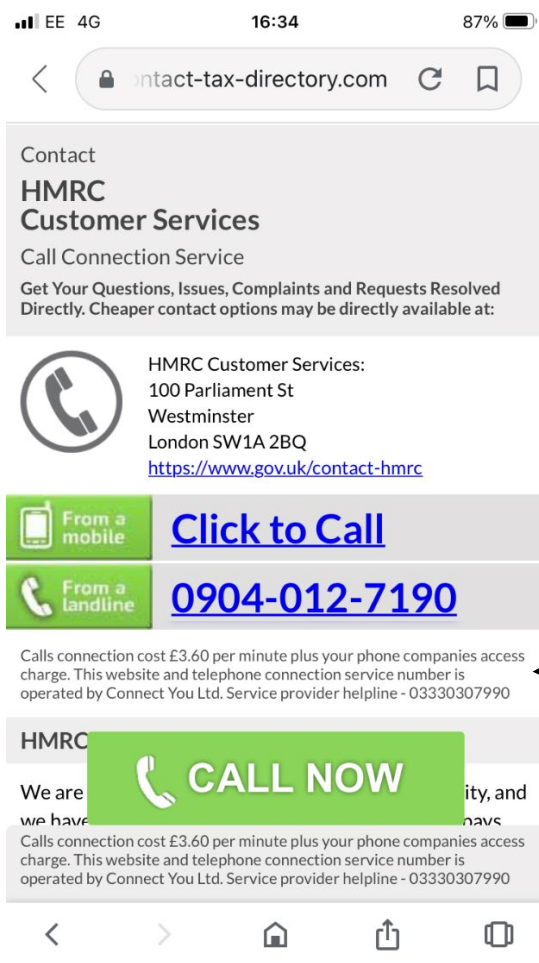 EE 4G 16:34 87%
ntact-tax-directory.com
Contact
HMRC
Customer Services
Call Connection Service
Get Your Questions, Issues, Complaints and Requests Resolved
Directly. Cheaper contact options may be directly available at:
HMRC Customer Services:
100 Parliament St
Westminster
London SW1A 2BQ
https://www.gov.uk/contact-hmrc
From a
mobile
Click to Call
From a
landline
0904-012-7190
Calls connection cost £3.60 per minute plus your phone companies access
charge. This website and telephone connection service number is
operated by Connect You Ltd. Service provider helpline - 03330307990
HMRC
CALL NOW
We are
ity, and
we have
pays
Calls connection cost £3.60 per minute plus your phone companies access
charge. This website and telephone connection service number is
operated by Connect You Ltd. Service provider helpline - 03330307990